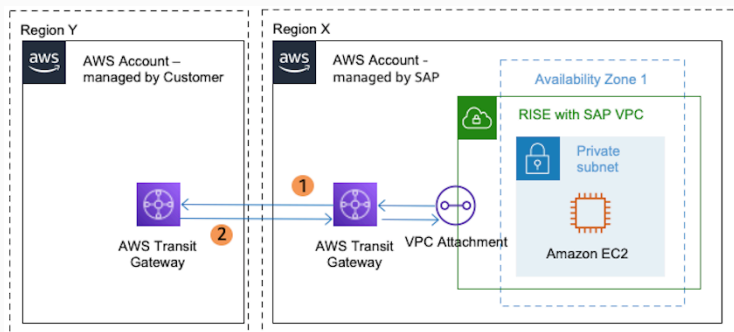 Region Y
aws
AWS Account –
managed by Customer
2
AWS Transit
Gateway
Region X
aws
AWS Account -
managed by SAP
1
AWS Transit
Gateway
VPC Attachment
Availability Zone 1
RISE with SAP VPC
Private
subnet
Amazon EC2